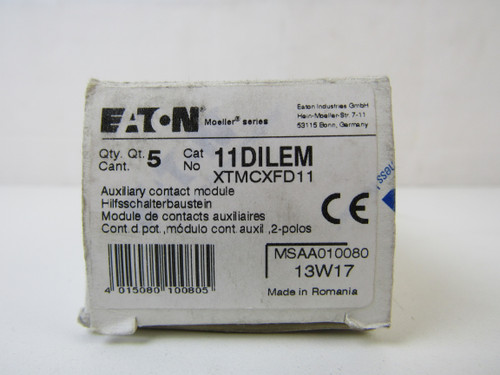 EATON Moeller® series
Eaton Industries GmbH
Hein-Moeller-Str. 7-11
53115 Bonn, Germany
Qty. Qt. 5 Cat 11DILEM
Cant. No XTMCXFD11
CE
Auxiliary contact module
Hilfsschalterbaustein
Module de contacts auxiliaires
Cont.d.pot.,módulo cont.auxil.,2-polos
MSAA010080
13W17
4 015080 100805
Made in Romania